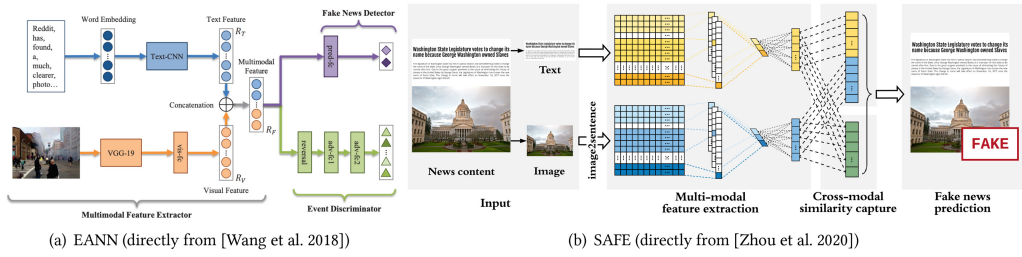 Reddit,
has,
found,
a,
much,
clearer,
photo…
Word Embedding
Text-CNN
Text Feature
R_T
Multimodal
Feature
Concatenation
R_F
VGG-19
vis-fc
R_V
Visual Feature
Multimodal Feature Extractor
Fake News Detector
pred-fc
reversal
adv-fc1
adv-fc2
Event Discriminator
(a) EANN (directly from [Wang et al. 2018])
Washington State Legislature votes to change its
name because George Washington owned Slaves
News content
Text
Image
Input
image2sentence
Multi-modal
feature extraction
Cross-modal
similarity capture
Washington State Legislature votes to change its
name because George Washington owned Slaves
FAKE
Fake news
prediction
(b) SAFE (directly from [Zhou et al. 2020])